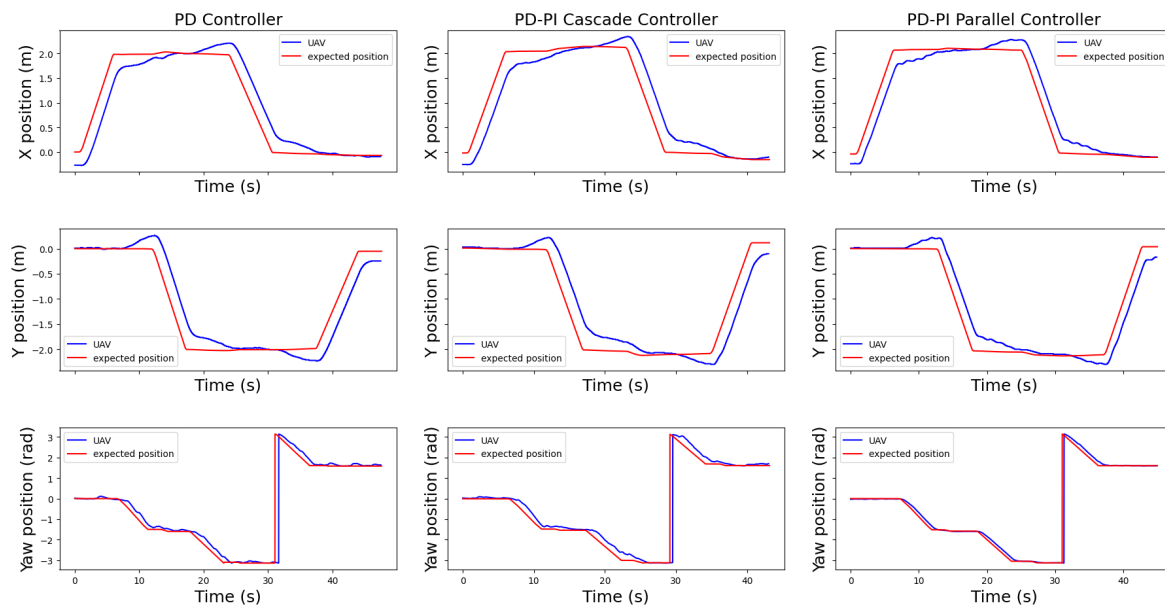 PD Controller
PD-PI Cascade Controller
PD-PI Parallel Controller
X position (m)
2.0
1.5
1.0
0.5
0.0
UAV
expected position
Time (s)
X position (m)
UAV
expected position
Time (s)
X position (m)
UAV
expected position
Time (s)
Y position (m)
0.0
−0.5
−1.0
−1.5
−2.0
UAV
expected position
Time (s)
Y position (m)
UAV
expected position
Time (s)
Y position (m)
UAV
expected position
Time (s)
Yaw position (rad)
3
2
1
0
−1
−2
−3
UAV
expected position
0 10 20 30 40
Time (s)
Yaw position (rad)
UAV
expected position
0 10 20 30 40
Time (s)
Yaw position (rad)
UAV
expected position
0 10 20 30 40
Time (s)